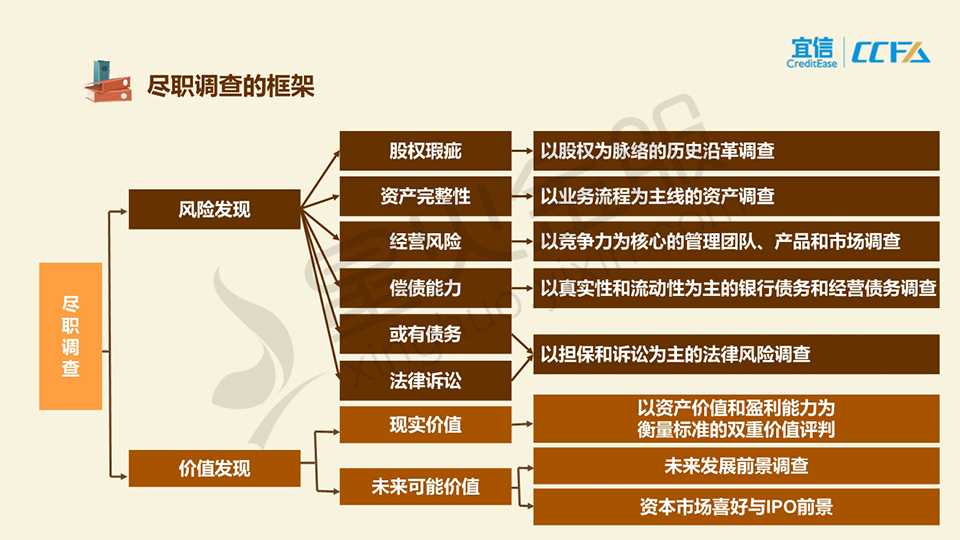 宜信
CreditEase
CCFA
尽职调查的框架
尽职调查
风险发现
股权瑕疵
以股权为脉络的历史沿革调查
资产完整性
以业务流程为主线的资产调查
经营风险
以竞争力为核心的管理团队、产品和市场调查
偿债能力
以真实性和流动性为主的银行债务和经营债务调查
或有债务
法律诉讼
以担保和诉讼为主的法律风险调查
价值发现
现实价值
以资产价值和盈利能力为
衡量标准的双重价值评判
未来可能价值
未来发展前景调查
资本市场喜好与IPO前景